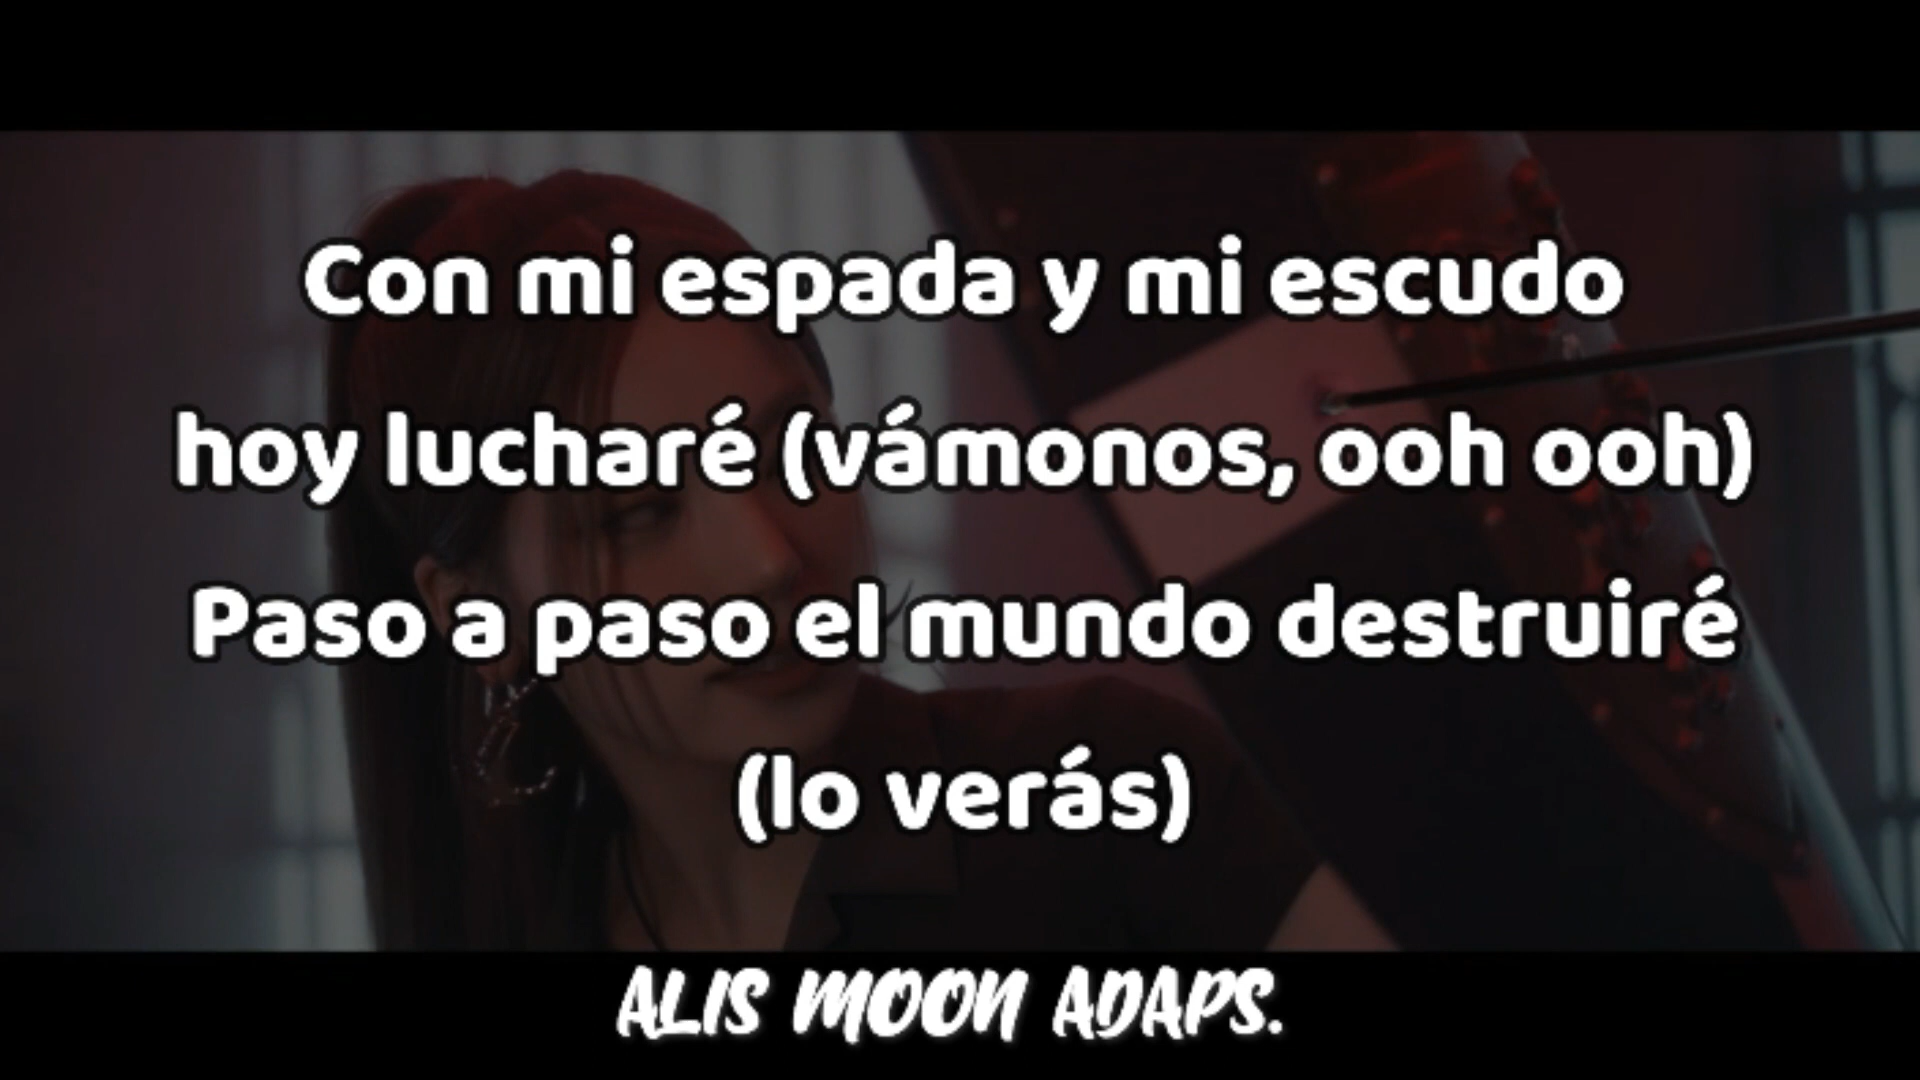 Con mi espada y mi escudo
hoy lucharé (vámonos, ooh ooh)
Paso a paso el mundo destruiré
(lo verás)
ALIS MOON ADAPS.